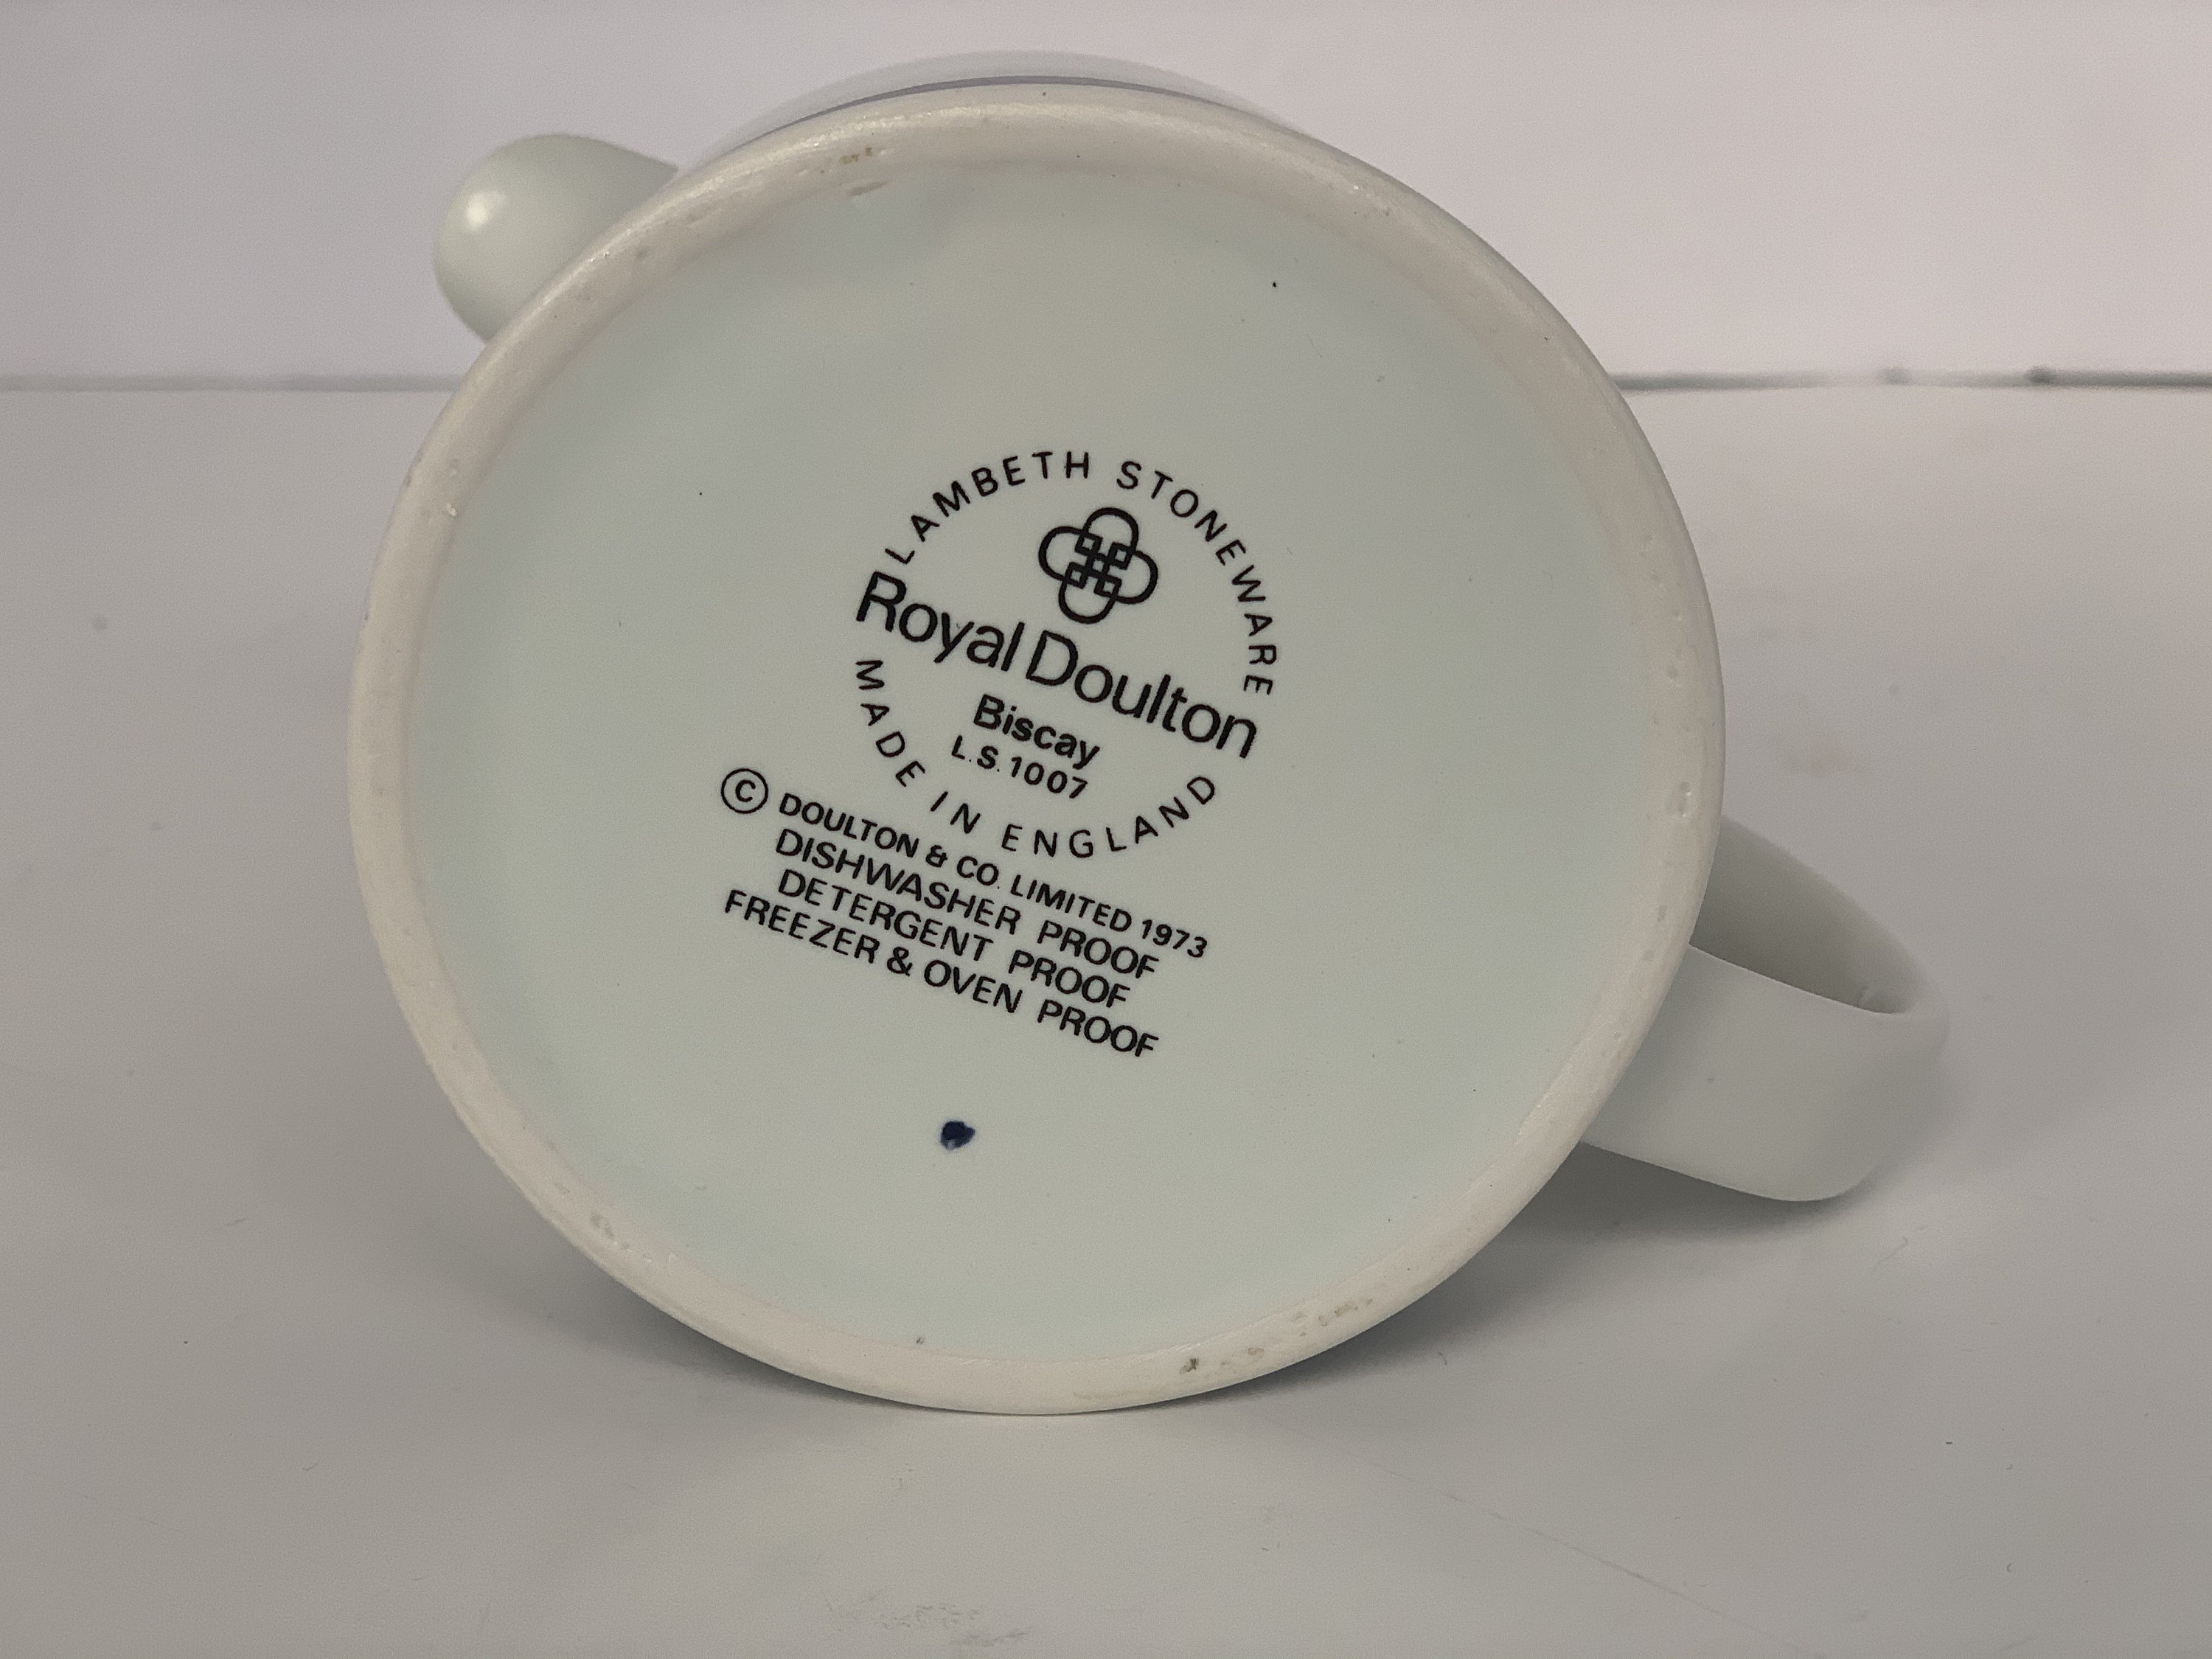 LAMBETH STONEWARE
Royal Doulton
Biscay
L.S.1007
MADE IN ENGLAND
© DOULTON & CO. LIMITED 1973
DISHWASHER PROOF
DETERGENT PROOF
FREEZER & OVEN PROOF